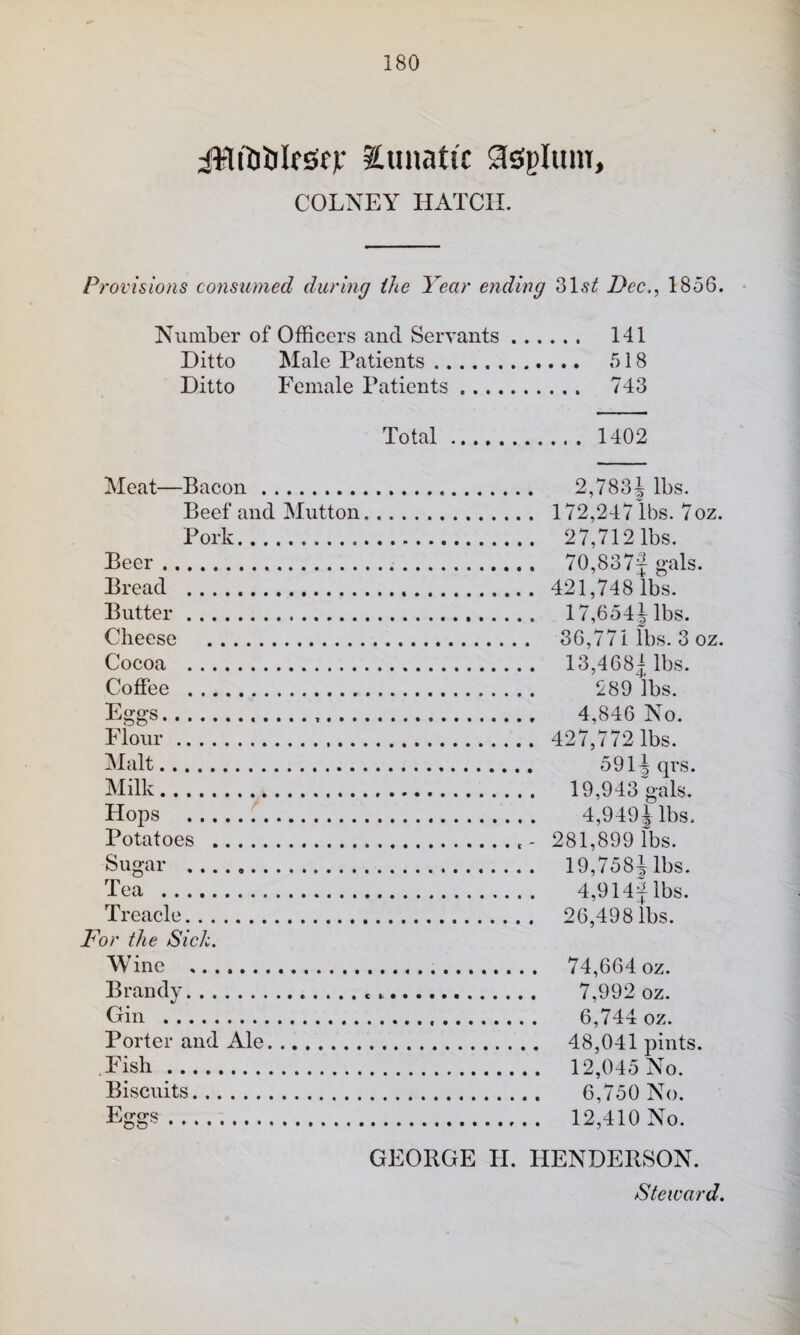 180
Middlesex Lunatic Asylum,
COLNEY HATCH.
Provisions consumed during the Year ending 31st Dec., 1856.
Number of Officers and Servants ...... 141
Ditto Male Patients ............ 518
Ditto Female Patients .......... 743
Total ........... 1402
Meat—Bacon ........................ 2,783½ lbs.
Beef and Mutton............... 172,247 lbs. 7oz.
Pork......................... 27,712 lbs.
Beer ............................... 70,837¾ gals.
Bread ............................. 421,748 lbs.
Butter ............................. 17,654½ lbs.
Cheese ........................... 36,771 lbs. 3 oz.
Cocoa ............................. 13,468¼ lbs.
Coffee ............................. 289 lbs.
Eggs............................... 4,846 No.
Flour .............................. 427,772 lbs.
Malt............................... 591½ qrs.
Milk............................... 19,943 gals.
Hops ............................. 4,949½ lbs.
Potatoes .......................... 281,899 lbs.
Sugar ............................. 19,758½ lbs.
Tea ............................... 4,914¾ lbs.
Treacle............................. 26,498 lbs.
For the Sick.
Wine ............................. 74,664 oz.
Brandy............................. 7,992 oz.
Gin ............................... 6,744 oz.
Porter and Ale....................... 48,041 pints.
Fish ............................... 12,045 No.
Biscuits............................. 6,750 No.
Eggs ............................... 12,410 No.
GEORGE H. HENDERSON.
Steward.